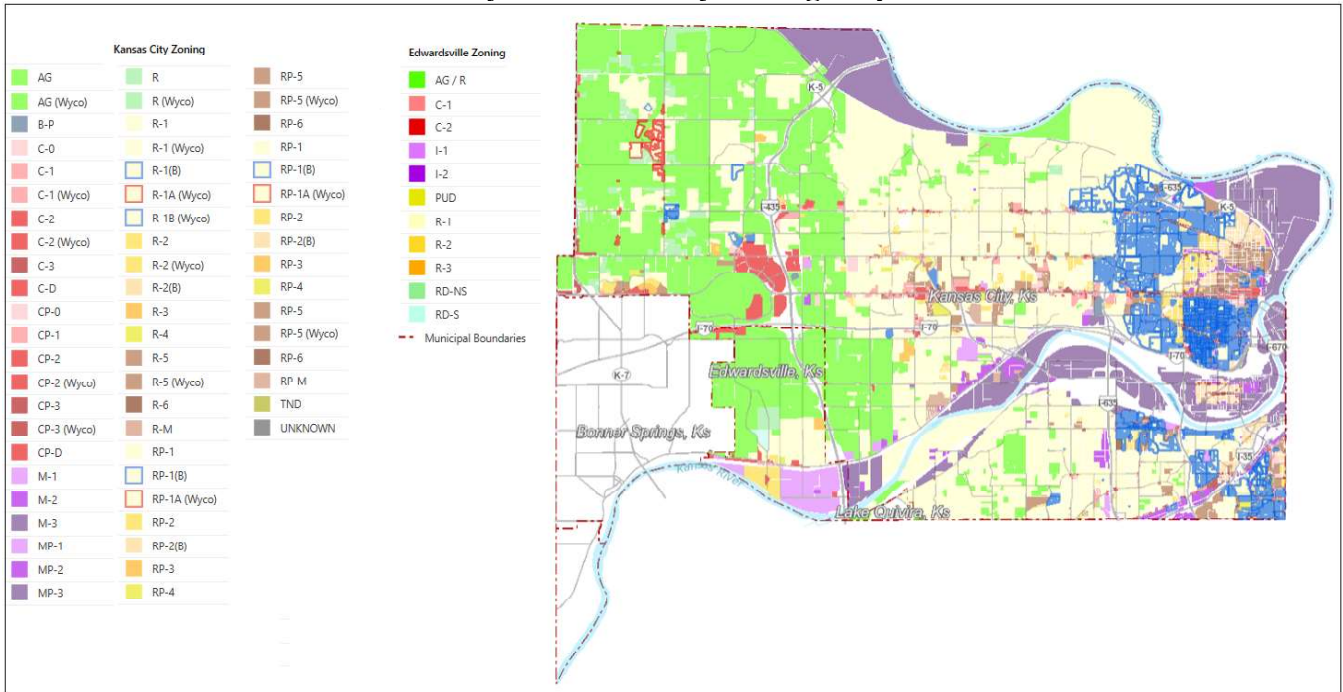 Kansas City Zoning
AG
AG (Wyco)
B-P
C-0
C-1
C-1 (Wyco)
C-2
C-2 (Wyco)
C-3
C-D
CP-0
CP-1
CP-2
CP-2 (Wyco)
CP-3
CP-3 (Wyco)
CP-D
M-1
M-2
M-3
MP-1
MP-2
MP-3
R
R (Wyco)
R-1
R-1 (Wyco)
R-1(B)
R-1A (Wyco)
R 1B (Wyco)
R-2
R-2 (Wyco)
R-2(B)
R-3
R-4
R-5
R-5 (Wyco)
R-6
R-M
RP-1
RP-1(B)
RP-1A (Wyco)
RP-2
RP-2(B)
RP-3
RP-4
RP-5
RP-5 (Wyco)
RP-6
RP-1
RP-1(B)
RP-1A (Wyco)
RP-2
RP-2(B)
RP-3
RP-4
RP-5
RP-5 (Wyco)
RP-6
RP M
TND
UNKNOWN
Edwardsville Zoning
AG / R
C-1
C-2
I-1
I-2
PUD
R-1
R-2
R-3
RD-NS
RD-S
Municipal Boundaries
K-5
I-635
K-5
I-435
Kansas City, Ks
I-70
I-70
I-70
I-670
K-7
Edwardsville, Ks
I-635
Bonner Springs, Ks
I-35
Kansas River
Lake Quivira, Ks